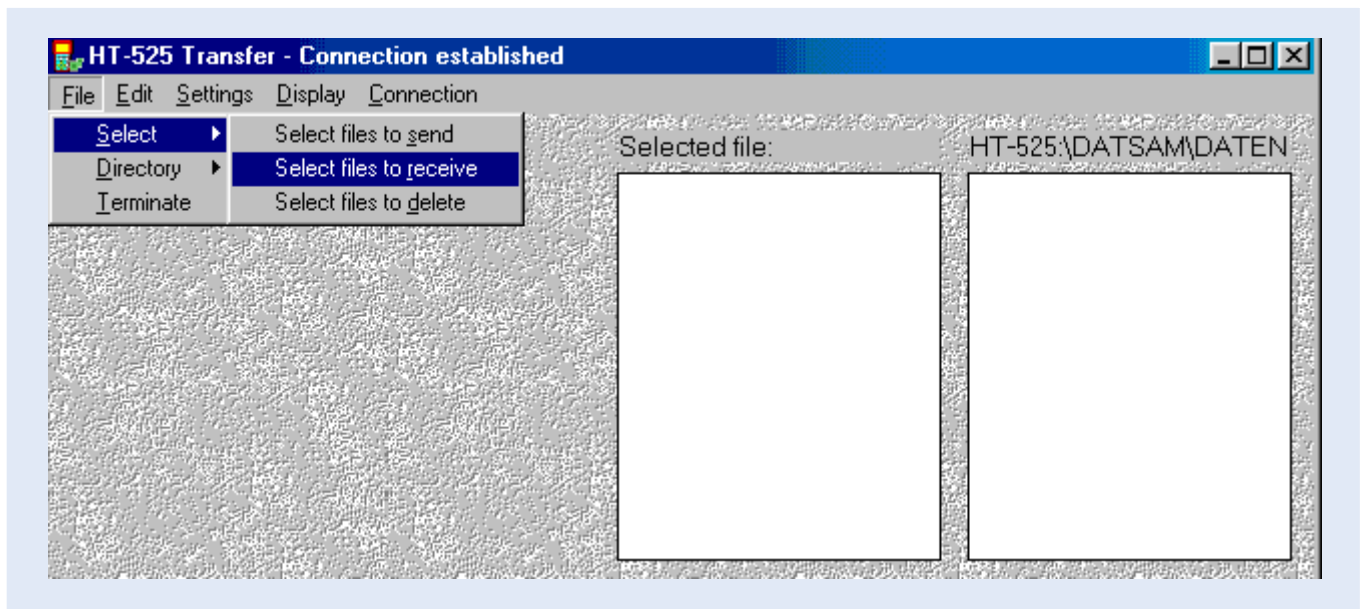 HT-525 Transfer - Connection established
File Edit Settings Display Connection
Select
Directory
Terminate
Select files to send
Select files to receive
Select files to delete
Selected file:
HT-525:\DATSAM\DATEN